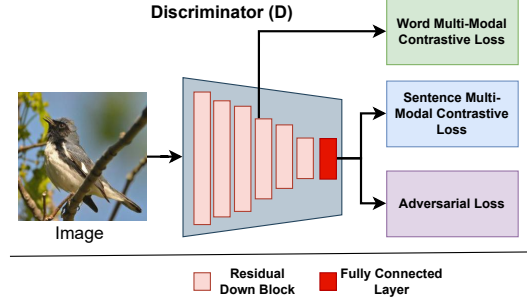 Discriminator (D)
Word Multi-Modal
Contrastive Loss
Sentence Multi-
Modal Contrastive
Loss
Adversarial Loss
Image
Residual
Down Block
Fully Connected
Layer